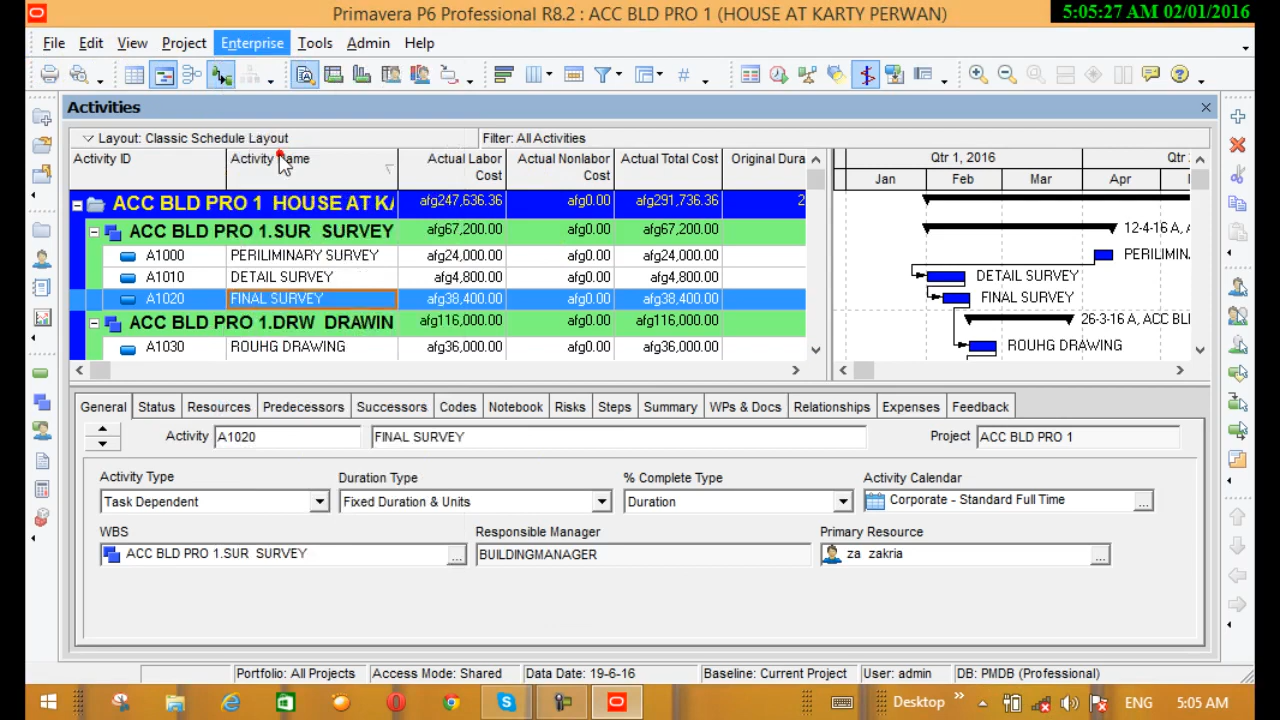 Primavera P6 Professional R8.2 : ACC BLD PRO 1 (HOUSE AT KARTY PERWAN)
5:05:27 AM 02/01/2016
File Edit View Project Enterprise Tools Admin Help
Activities
Layout: Classic Schedule Layout Filter: All Activities
Activity ID Activity Name Actual Labor Cost Actual Nonlabor Cost Actual Total Cost Original Dura
Qtr 1, 2016
Jan Feb Mar Apr
ACC BLD PRO 1 HOUSE AT KA afg247,636.36 afg0.00 afg291,736.36 2
ACC BLD PRO 1.SUR SURVEY afg67,200.00 afg0.00 afg67,200.00 12-4-16 A, A
A1000 PERILIMINARY SURVEY afg24,000.00 afg0.00 afg24,000.00 PERILIMIN
A1010 DETAIL SURVEY afg4,800.00 afg0.00 afg4,800.00 DETAIL SURVEY
A1020 FINAL SURVEY afg38,400.00 afg0.00 afg38,400.00 FINAL SURVEY
ACC BLD PRO 1.DRW DRAWIN afg116,000.00 afg0.00 afg116,000.00 26-3-16 A, ACC BLI
A1030 ROUHG DRAWING afg36,000.00 afg0.00 afg36,000.00 ROUHG DRAWING
General Status Resources Predecessors Successors Codes Notebook Risks Steps Summary WPs & Docs Relationships Expenses Feedback
Activity A1020 FINAL SURVEY Project ACC BLD PRO 1
Activity Type Duration Type % Complete Type Activity Calendar
Task Dependent Fixed Duration & Units Duration Corporate - Standard Full Time
WBS Responsible Manager Primary Resource
ACC BLD PRO 1.SUR SURVEY BUILDINGMANAGER za zakria
Portfolio: All Projects Access Mode: Shared Data Date: 19-6-16 Baseline: Current Project User: admin DB: PMDB (Professional)
Desktop ENG 5:05 AM